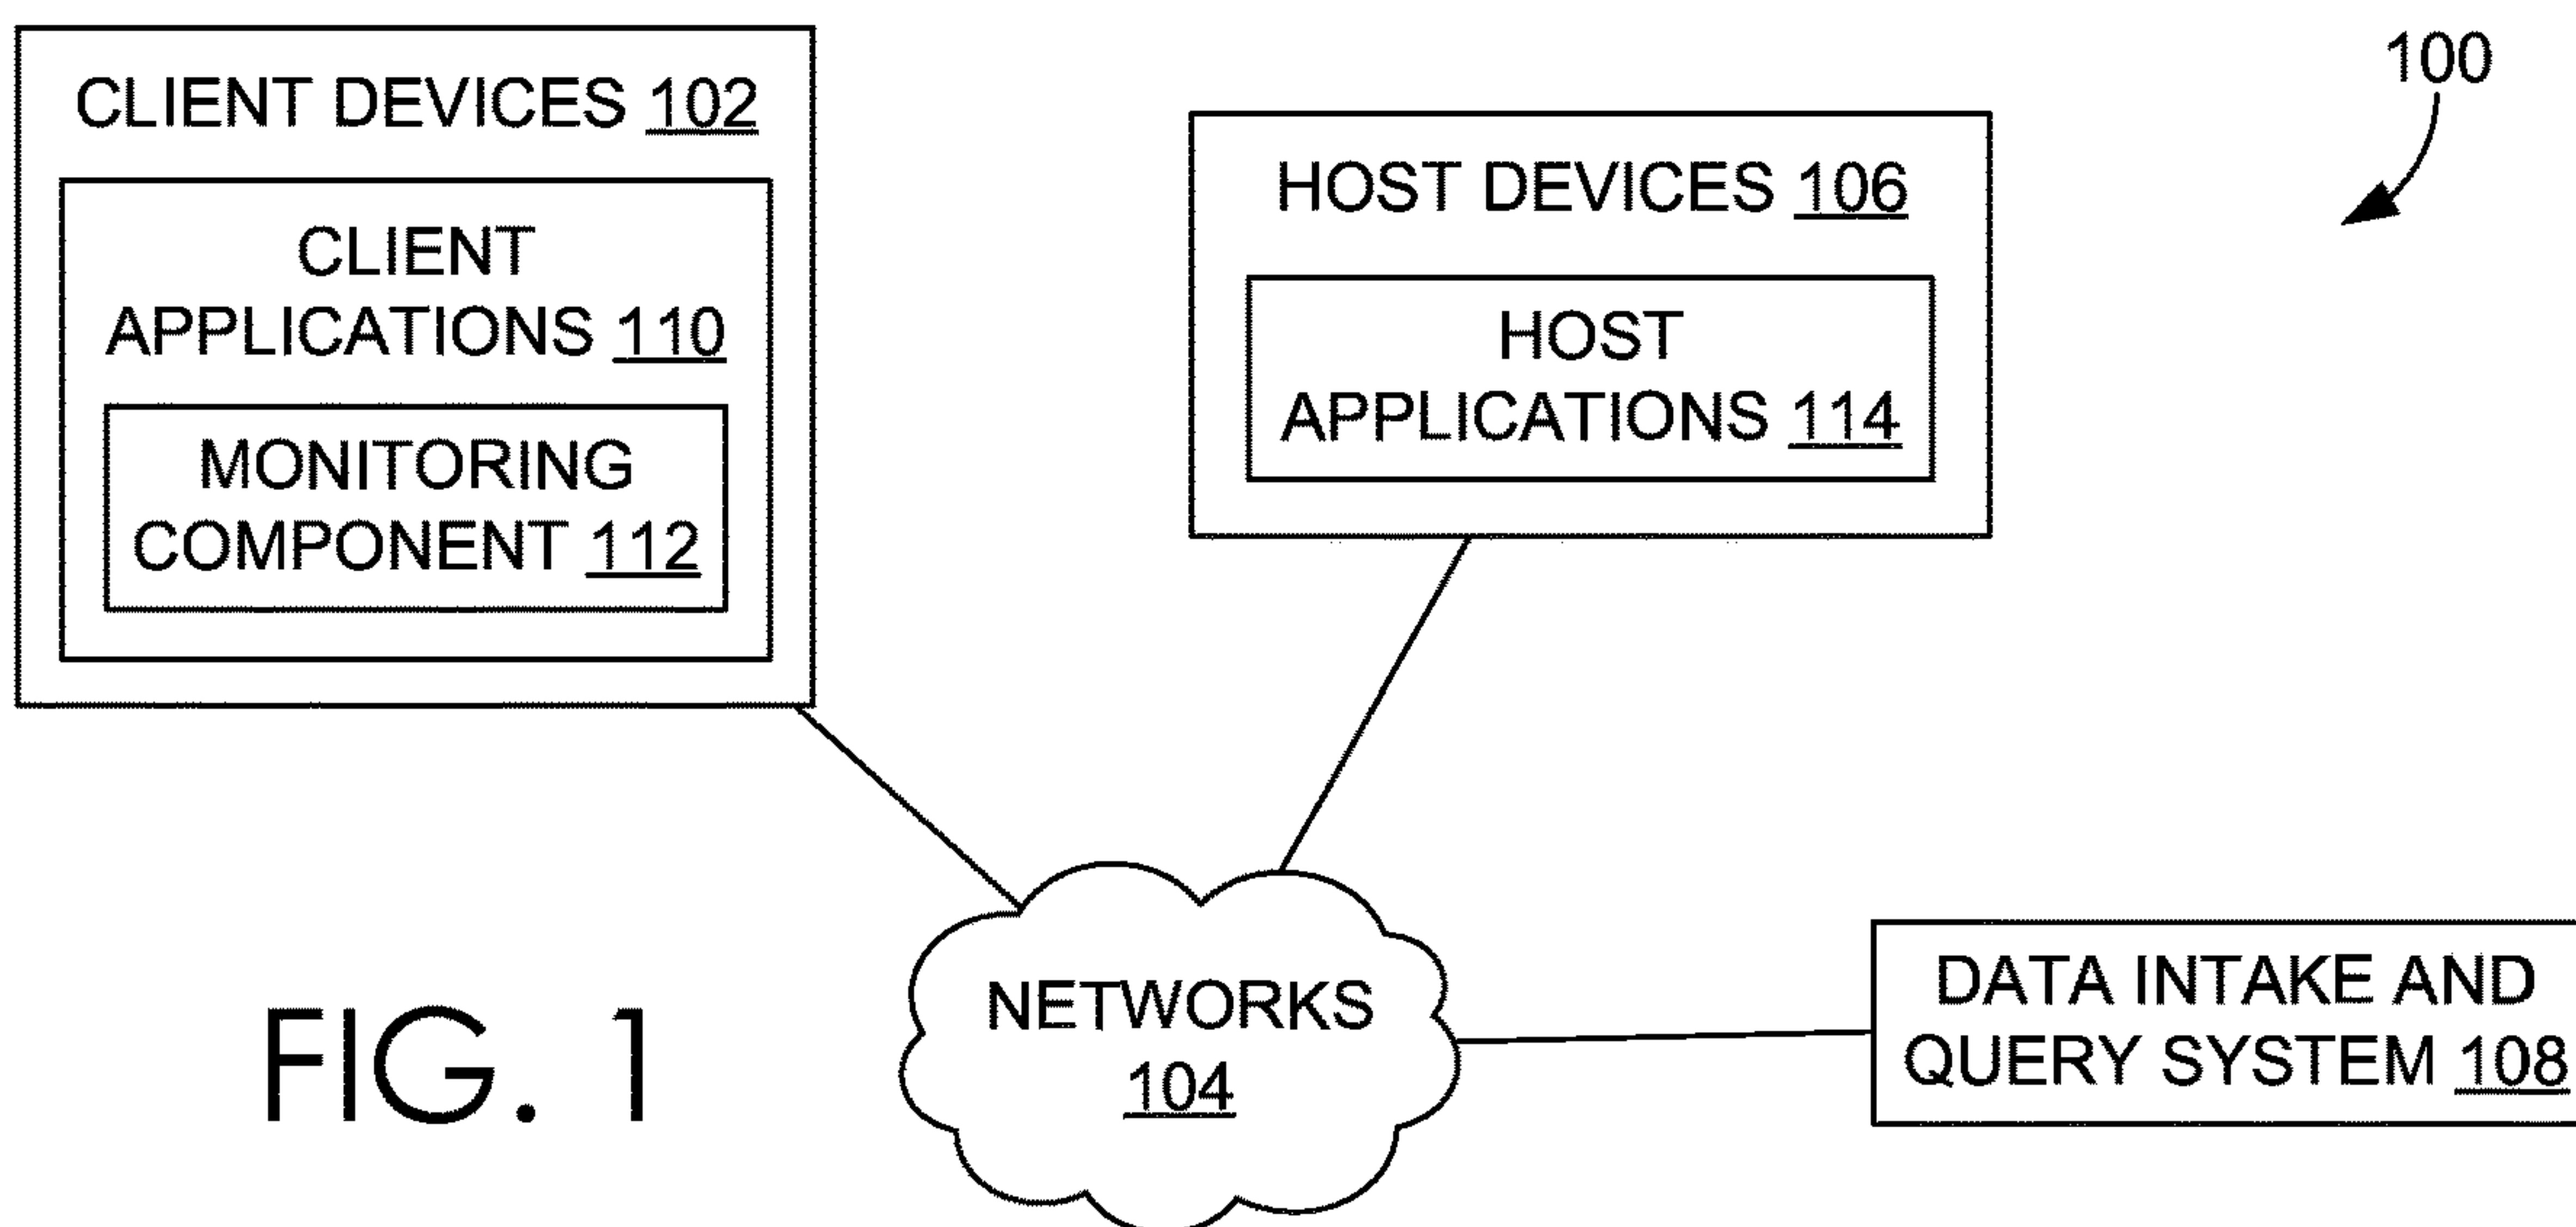 CLIENT DEVICES 102
CLIENT
APPLICATIONS 110
MONITORING
COMPONENT 112
HOST DEVICES 106
HOST
APPLICATIONS 114
100
NETWORKS
104
DATA INTAKE AND
QUERY SYSTEM 108
FIG. 1